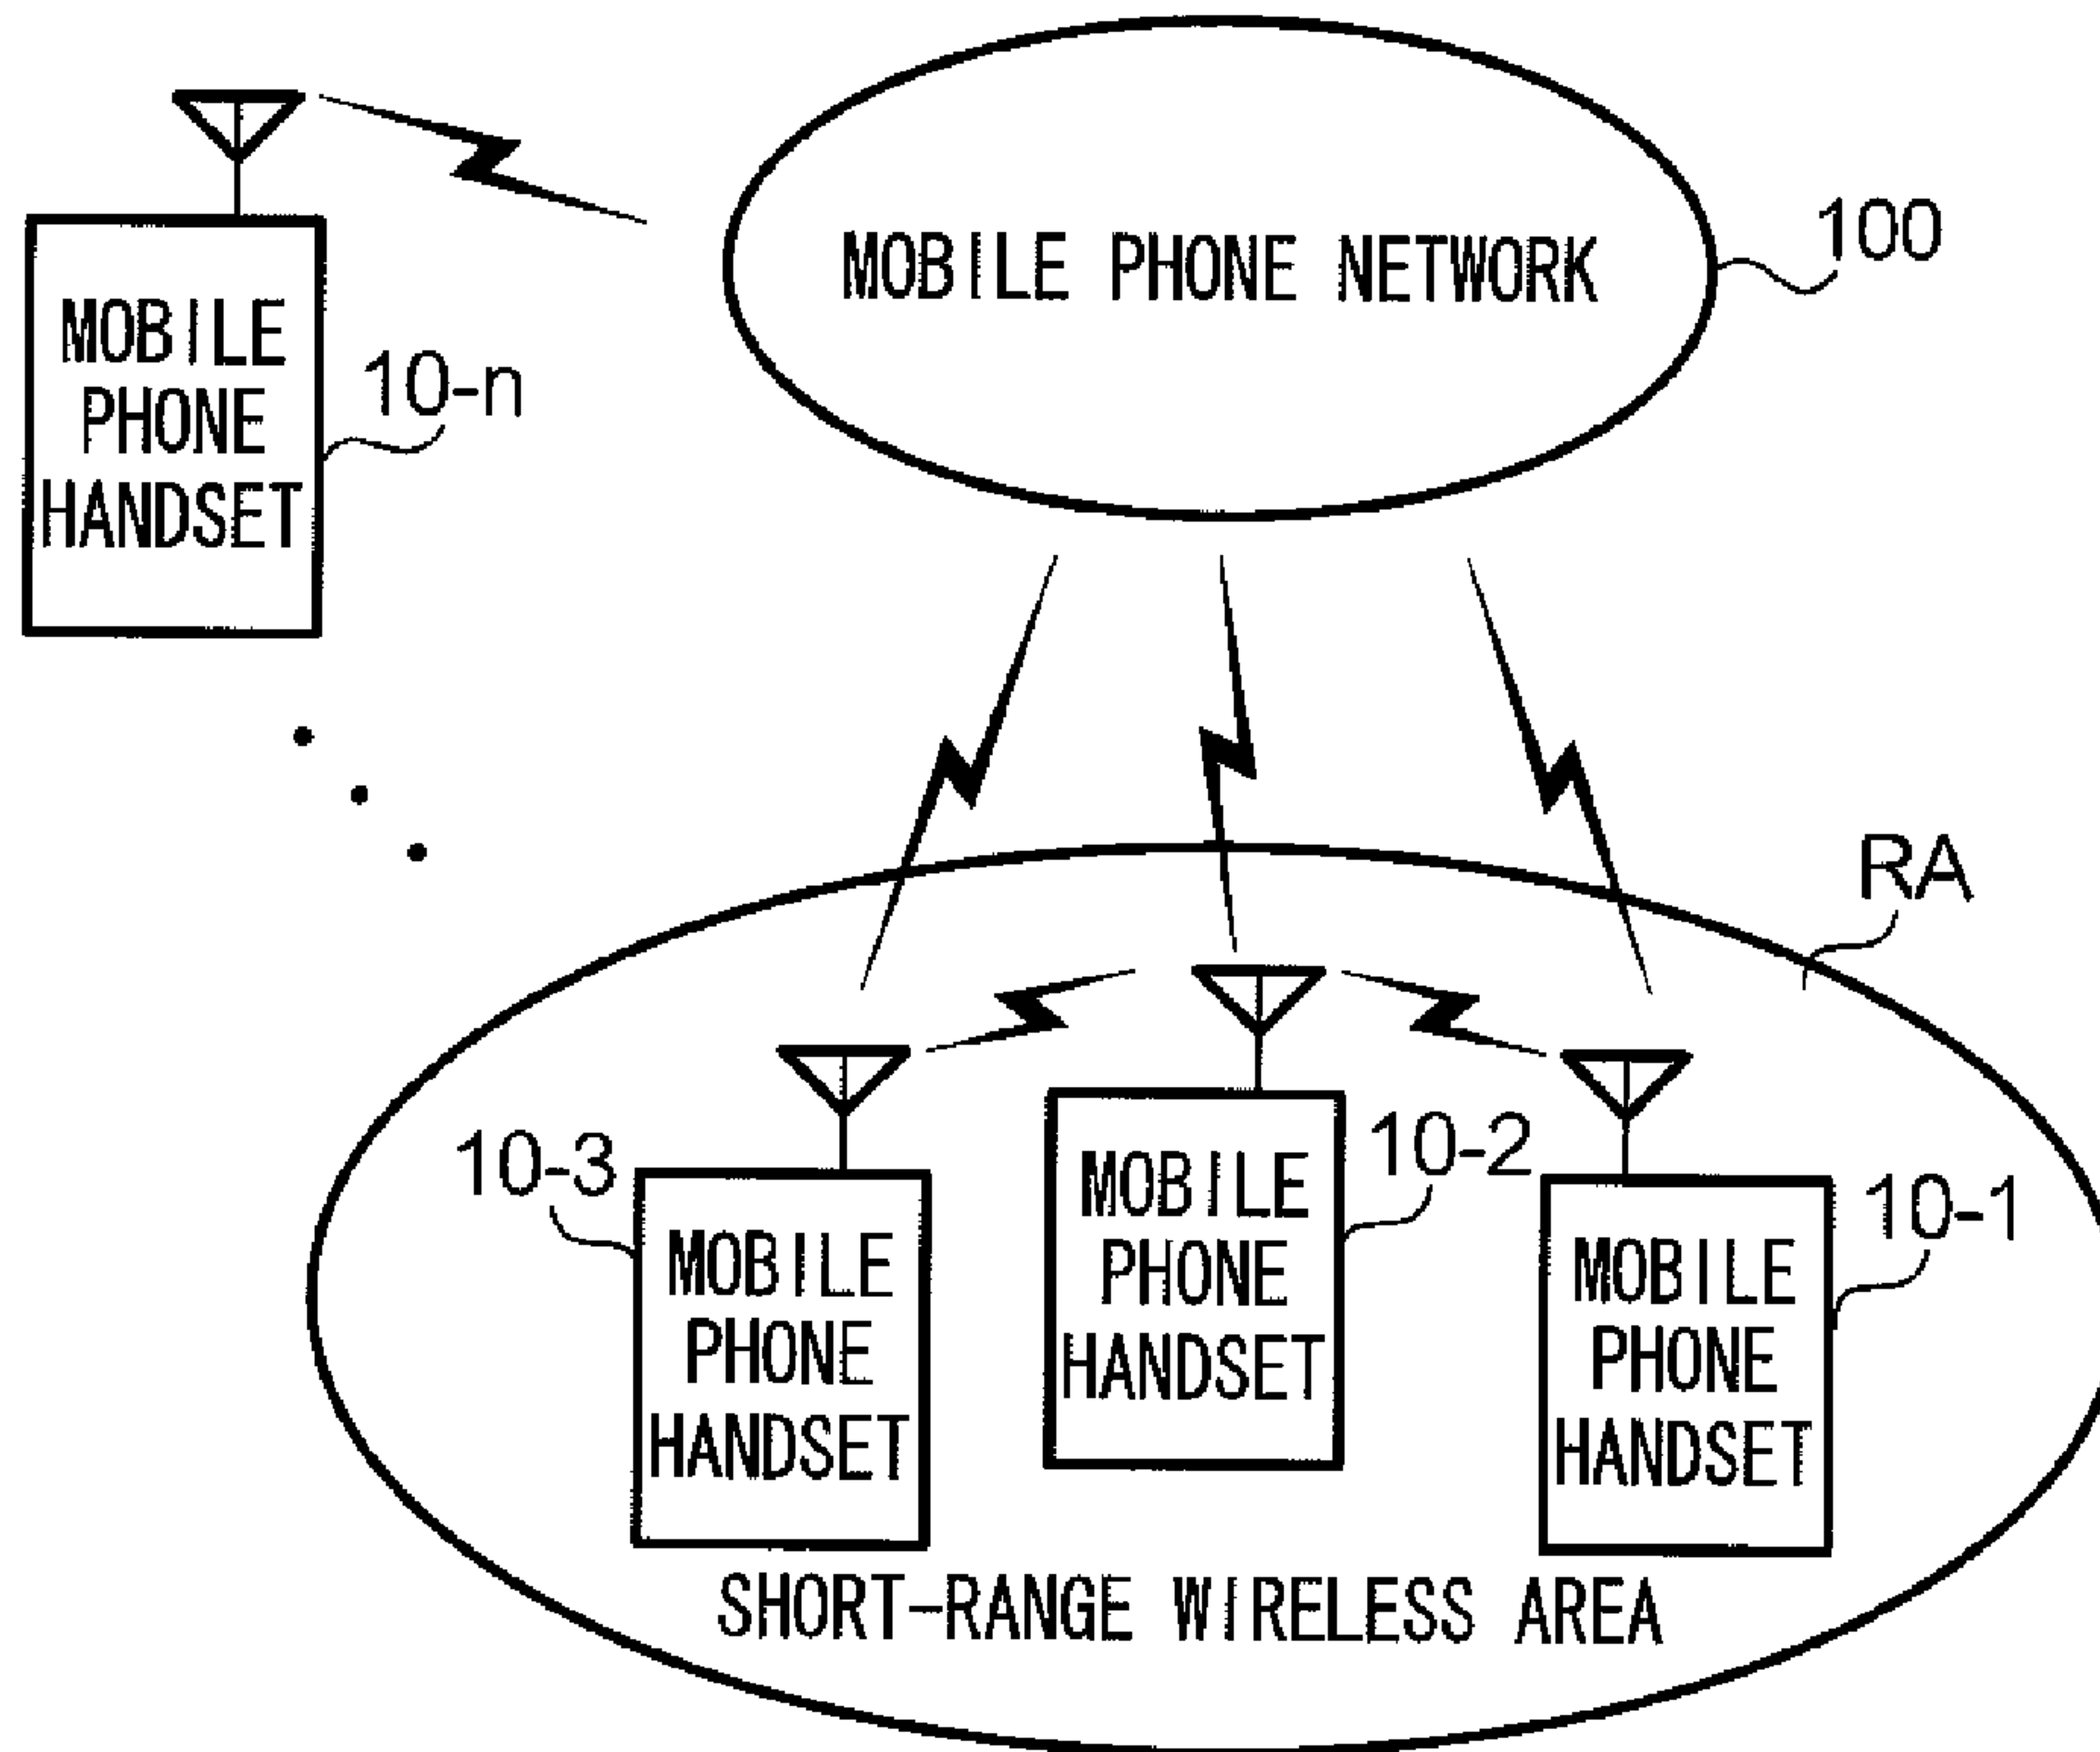 MOBILE PHONE NETWORK
100
MOBILE
PHONE
HANDSET
10-n
RA
10-3
MOBILE
PHONE
HANDSET
10-2
MOBILE
PHONE
HANDSET
10-1
MOBILE
PHONE
HANDSET
SHORT-RANGE WIRELESS AREA